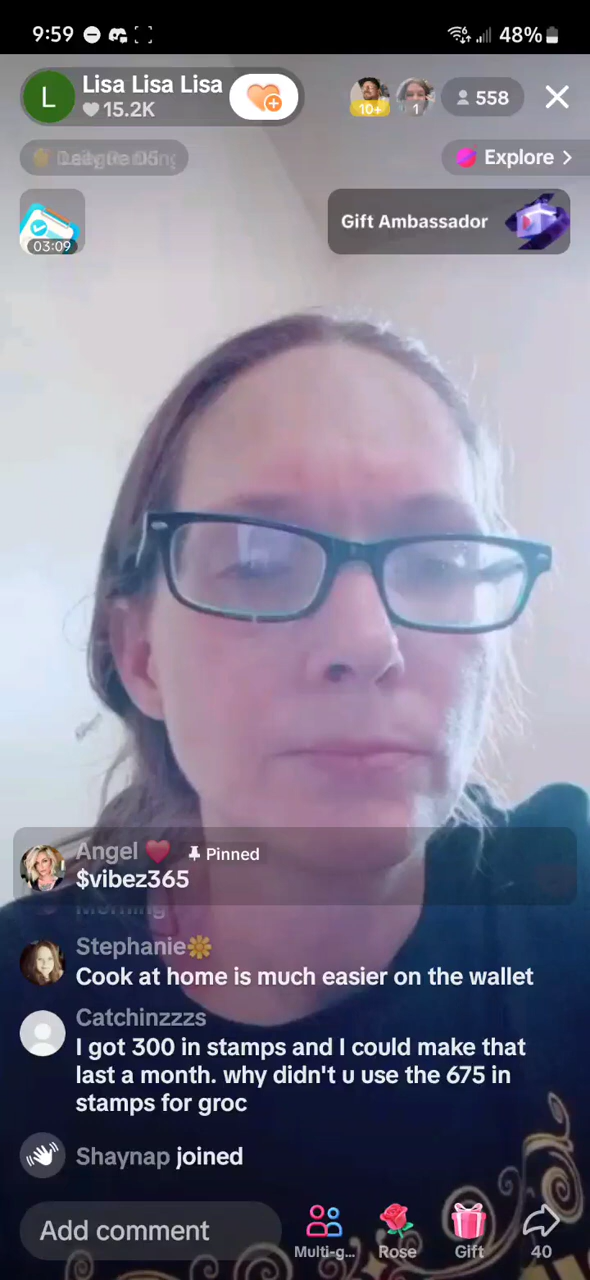 9:59
48%
L
Lisa Lisa Lisa
15.2K
10+
1
558
Explore
03:09
Gift Ambassador
Angel ❤️ Pinned
$vibez365
Morning
Stephanie🌼
Cook at home is much easier on the wallet
Catchinzzzs
I got 300 in stamps and I could make that
last a month. why didn't u use the 675 in
stamps for groc
Shaynap joined
Add comment
Multi-g...
Rose
Gift
40